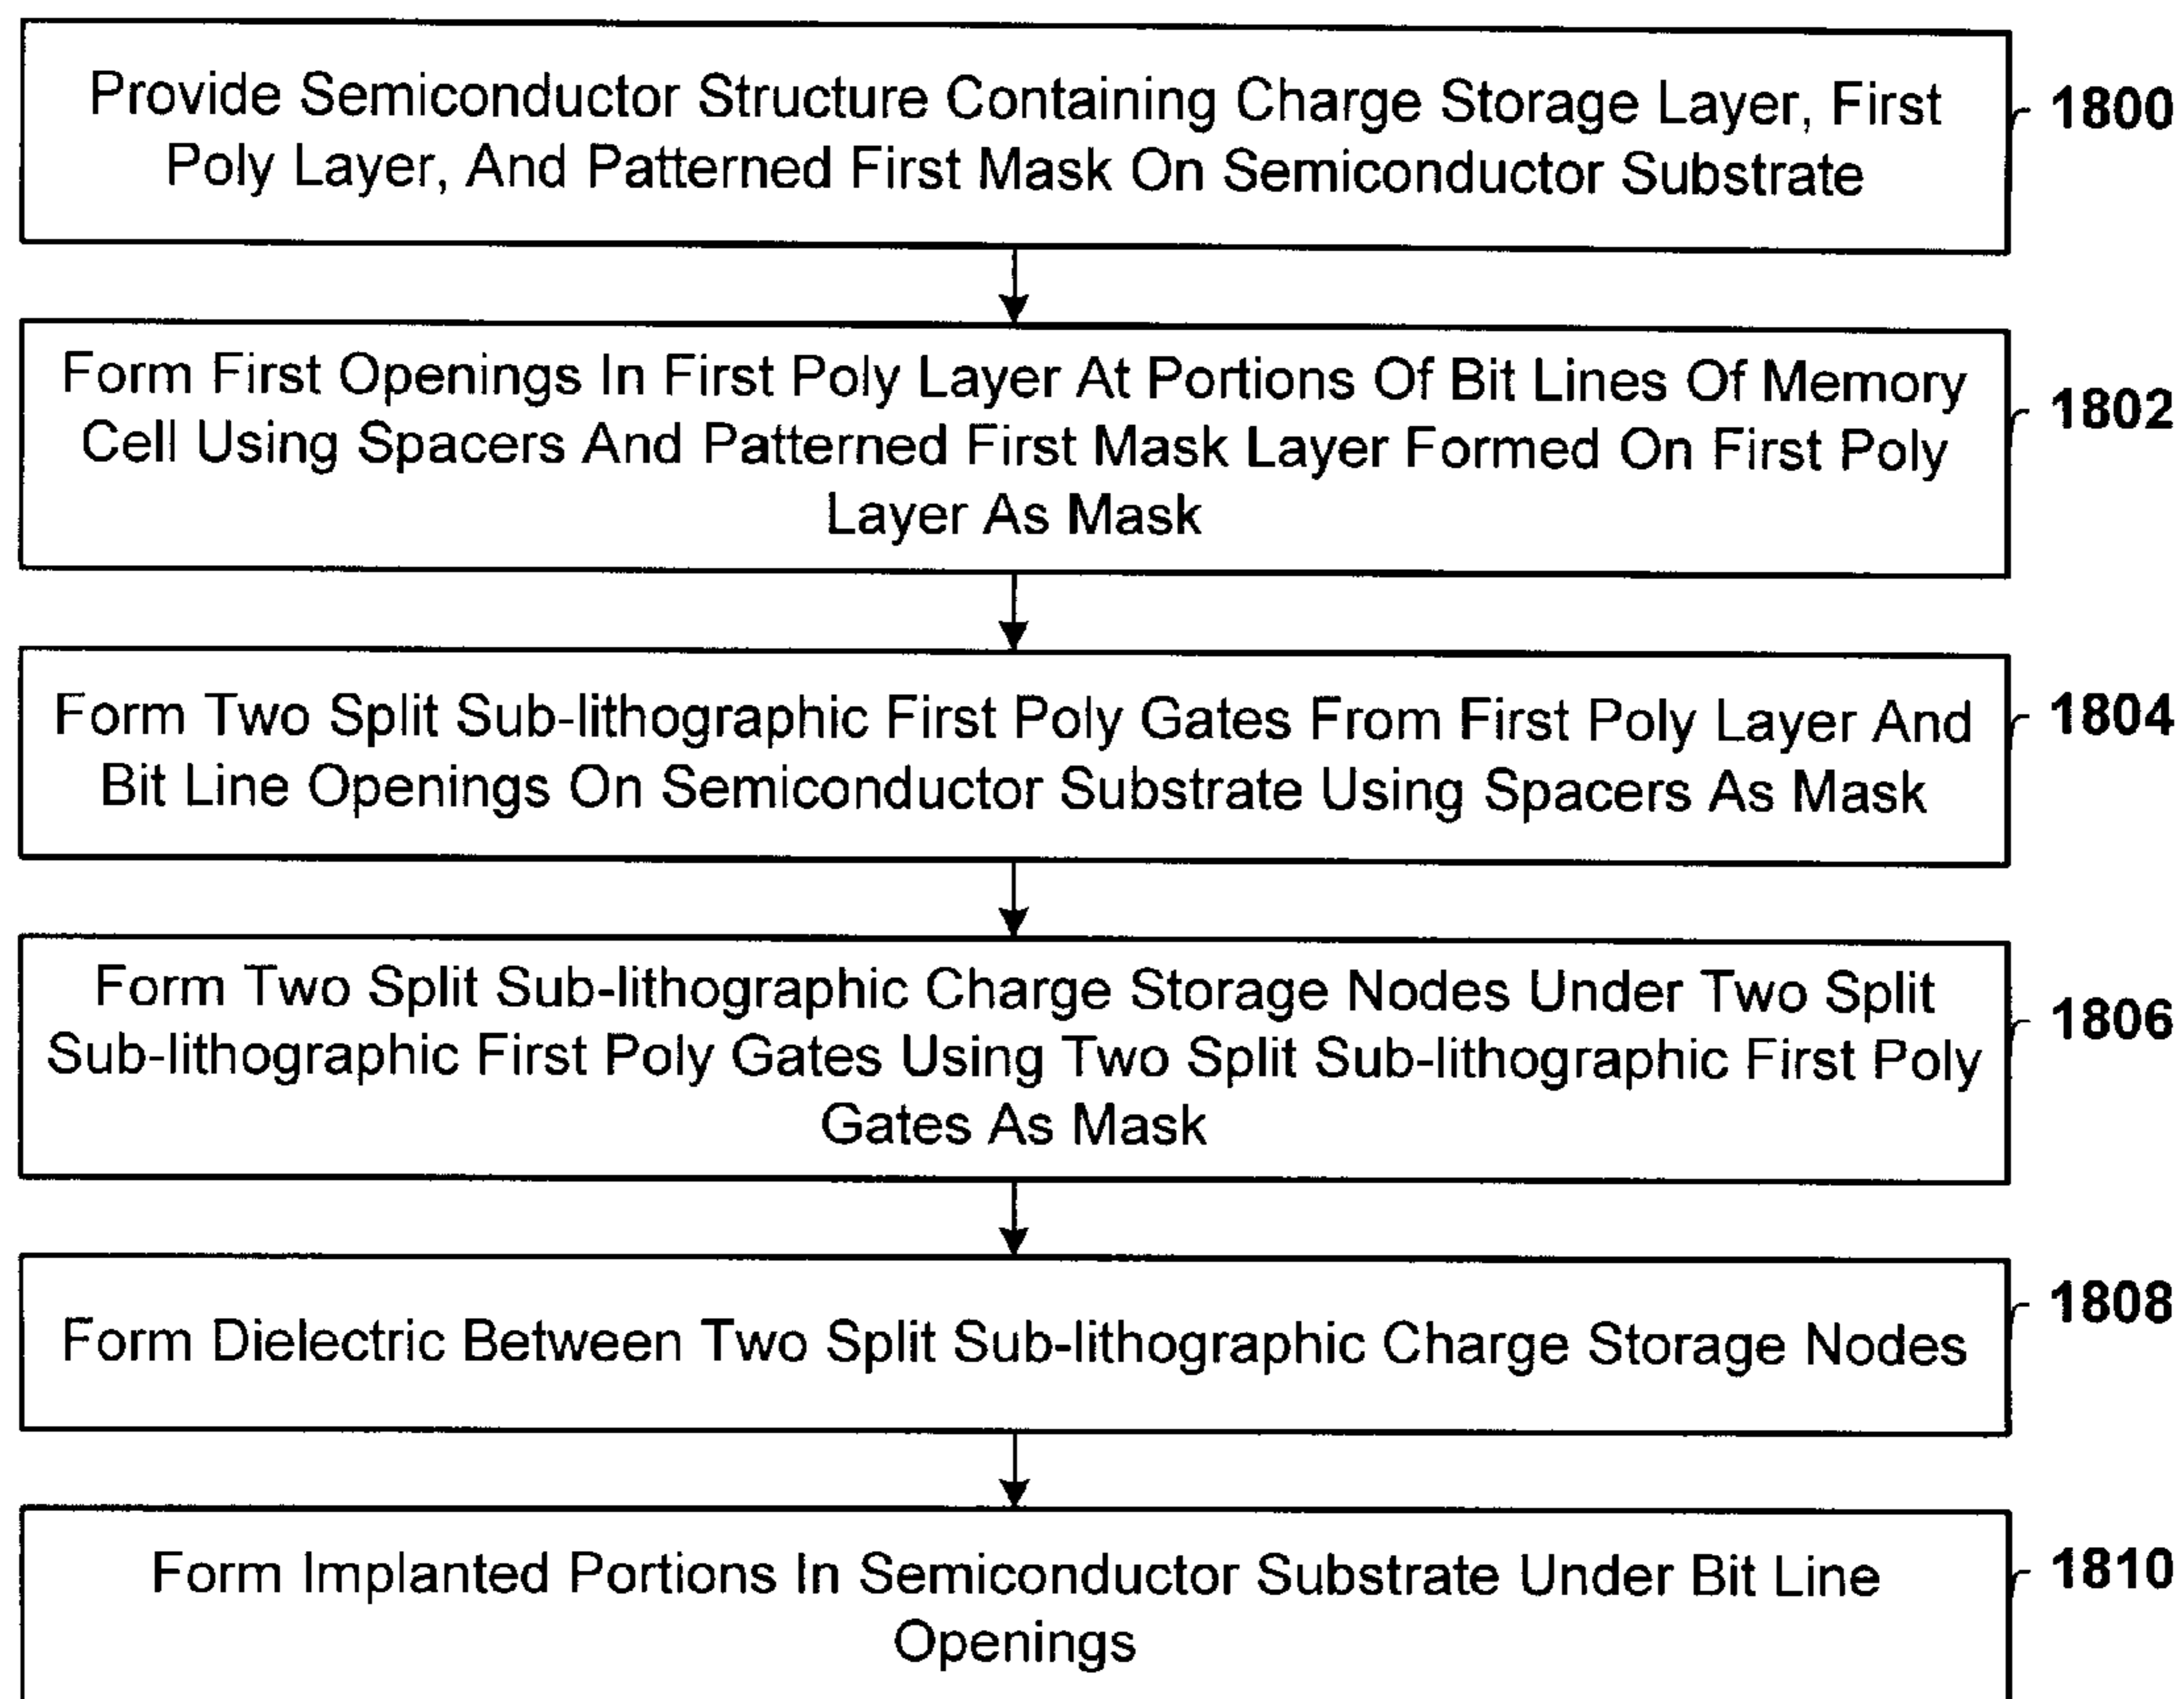 Provide Semiconductor Structure Containing Charge Storage Layer, First
Poly Layer, And Patterned First Mask On Semiconductor Substrate
1800
Form First Openings In First Poly Layer At Portions Of Bit Lines Of Memory
Cell Using Spacers And Patterned First Mask Layer Formed On First Poly
Layer As Mask
1802
Form Two Split Sub-lithographic First Poly Gates From First Poly Layer And
Bit Line Openings On Semiconductor Substrate Using Spacers As Mask
1804
Form Two Split Sub-lithographic Charge Storage Nodes Under Two Split
Sub-lithographic First Poly Gates Using Two Split Sub-lithographic First Poly
Gates As Mask
1806
Form Dielectric Between Two Split Sub-lithographic Charge Storage Nodes
1808
Form Implanted Portions In Semiconductor Substrate Under Bit Line
Openings
1810